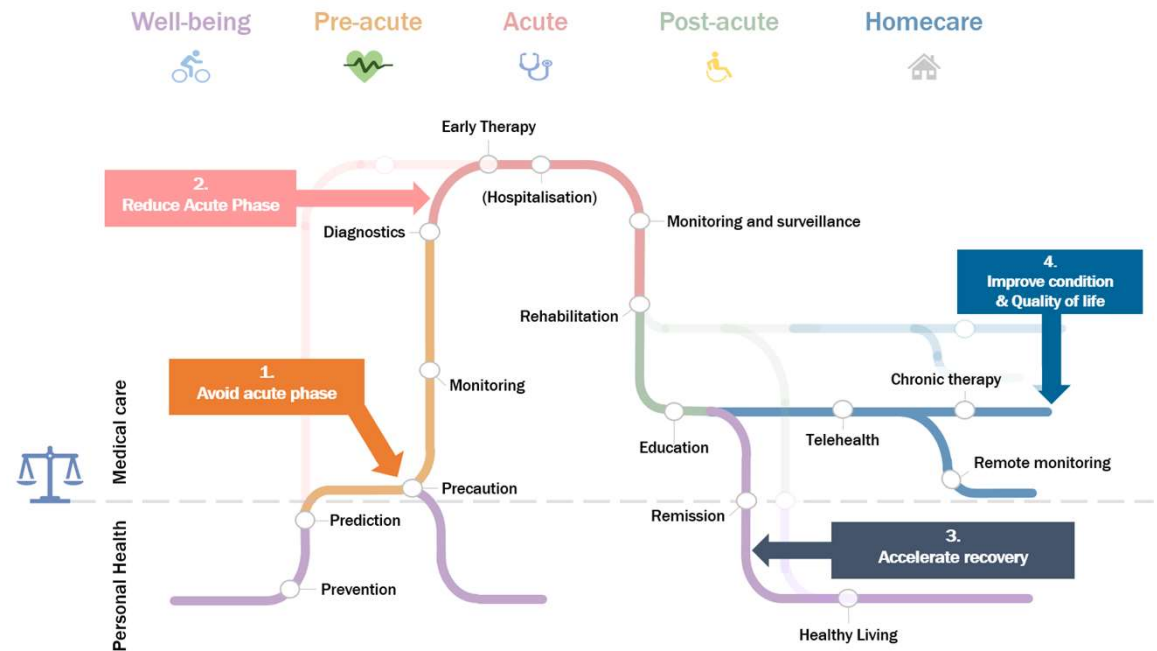 Well-being
Pre-acute
Acute
Post-acute
Homecare
Early Therapy
2.
Reduce Acute Phase
(Hospitalisation)
Diagnostics
Monitoring and surveillance
4.
Improve condition
& Quality of life
Rehabilitation
1.
Avoid acute phase
Monitoring
Chronic therapy
Medical care
Education
Telehealth
Remote monitoring
Precaution
Prediction
Remission
3.
Accelerate recovery
Personal Health
Prevention
Healthy Living